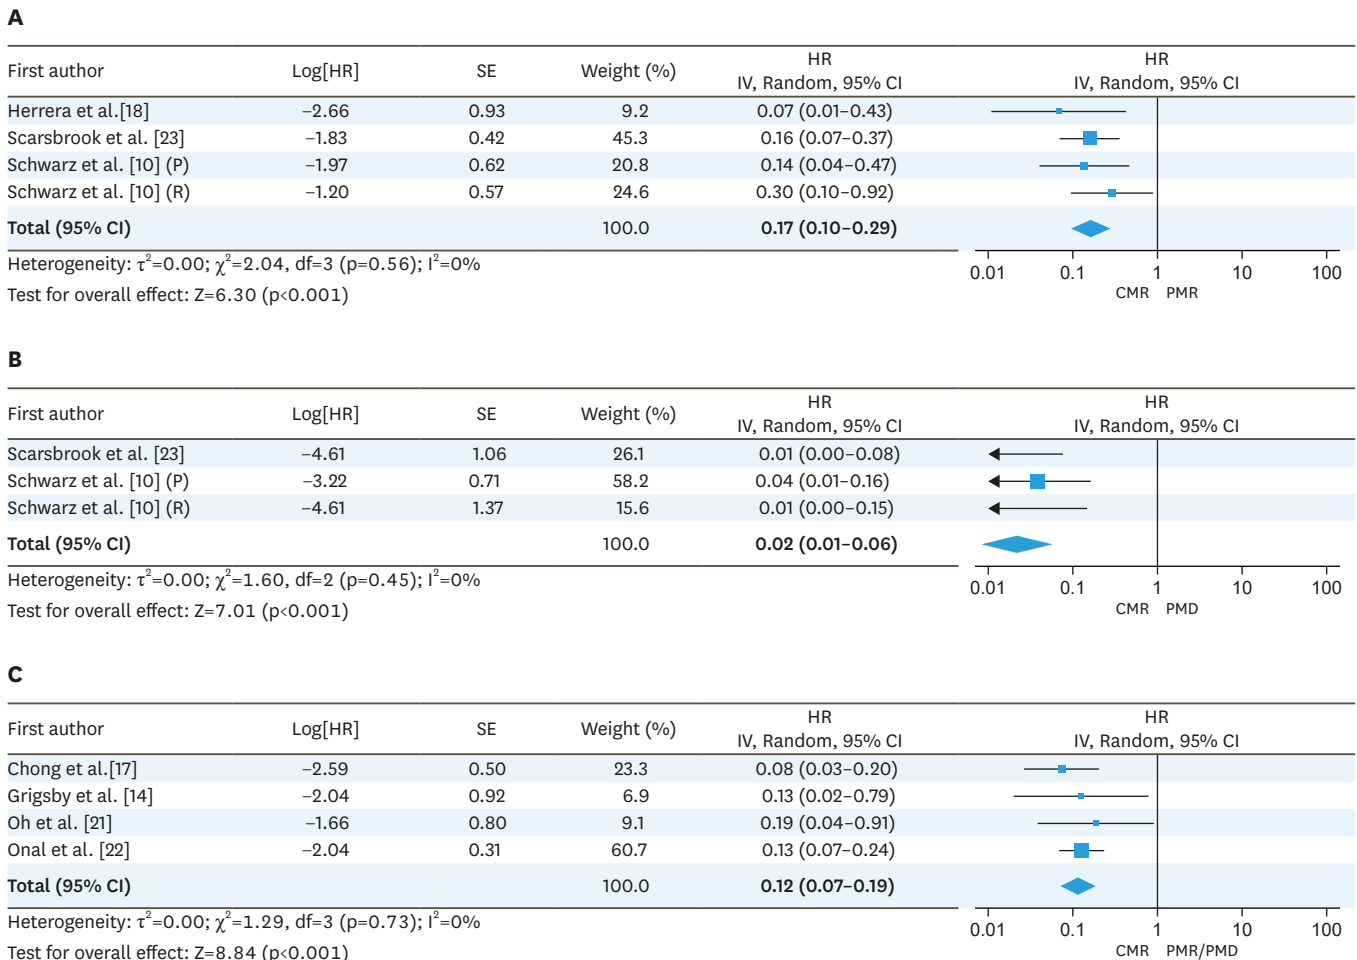 A
First author Log[HR] SE Weight (%) HR IV, Random, 95% CI HR IV, Random, 95% CI
Herrera et al.[18] −2.66 0.93 9.2 0.07 (0.01−0.43)
Scarsbrook et al. [23] −1.83 0.42 45.3 0.16 (0.07−0.37)
Schwarz et al. [10] (P) −1.97 0.62 20.8 0.14 (0.04−0.47)
Schwarz et al. [10] (R) −1.20 0.57 24.6 0.30 (0.10−0.92)
Total (95% CI) 100.0 0.17 (0.10−0.29)
Heterogeneity: τ²=0.00; χ²=2.04, df=3 (p=0.56); I²=0%
Test for overall effect: Z=6.30 (p<0.001)
0.01 0.1 1 10 100
CMR PMR
B
First author Log[HR] SE Weight (%) HR IV, Random, 95% CI HR IV, Random, 95% CI
Scarsbrook et al. [23] −4.61 1.06 26.1 0.01 (0.00−0.08)
Schwarz et al. [10] (P) −3.22 0.71 58.2 0.04 (0.01−0.16)
Schwarz et al. [10] (R) −4.61 1.37 15.6 0.01 (0.00−0.15)
Total (95% CI) 100.0 0.02 (0.01−0.06)
Heterogeneity: τ²=0.00; χ²=1.60, df=2 (p=0.45); I²=0%
Test for overall effect: Z=7.01 (p<0.001)
0.01 0.1 1 10 100
CMR PMD
C
First author Log[HR] SE Weight (%) HR IV, Random, 95% CI HR IV, Random, 95% CI
Chong et al.[17] −2.59 0.50 23.3 0.08 (0.03−0.20)
Grigsby et al. [14] −2.04 0.92 6.9 0.13 (0.02−0.79)
Oh et al. [21] −1.66 0.80 9.1 0.19 (0.04−0.91)
Onal et al. [22] −2.04 0.31 60.7 0.13 (0.07−0.24)
Total (95% CI) 100.0 0.12 (0.07−0.19)
Heterogeneity: τ²=0.00; χ²=1.29, df=3 (p=0.73); I²=0%
Test for overall effect: Z=8.84 (p<0.001)
0.01 0.1 1 10 100
CMR PMR/PMD